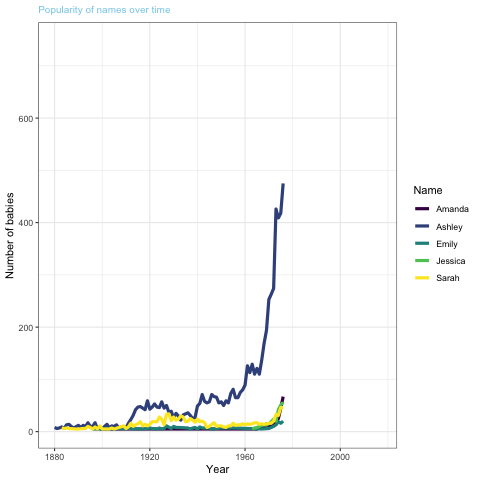 Popularity of names over time
600
400
200
0
1880
1920
1960
2000
Year
Number of babies
Name
Amanda
Ashley
Emily
Jessica
Sarah